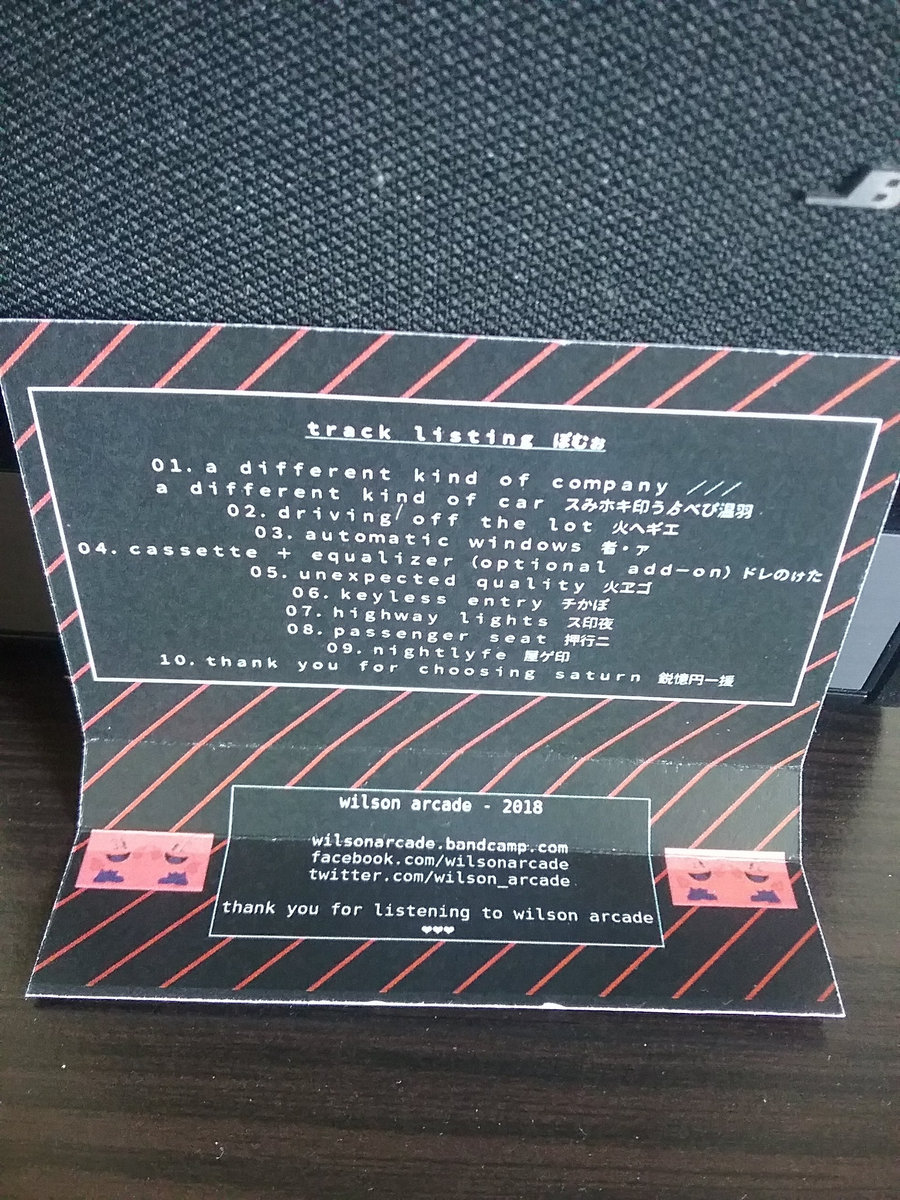 track listing ぽむぉ
01. a different kind of company ///
a different kind of car スみホキ印うょべび温羽
02. driving/off the lot 火ヘギエ
03. automatic windows 者・ァ
04. cassette + equalizer (optional add-on) ドレのけた
05. unexpected quality 火ヱゴ
06. keyless entry チかぼ
07. highway lights ス印夜
08. passenger seat 押行ニ
09. nightlyfe 屋ゲ印
10. thank you for choosing saturn 鋭憶円一援
wilson arcade - 2018
wilsonarcade.bandcamp.com
facebook.com/wilsonarcade
twitter.com/wilson_arcade
thank you for listening to wilson arcade
♥♥♥